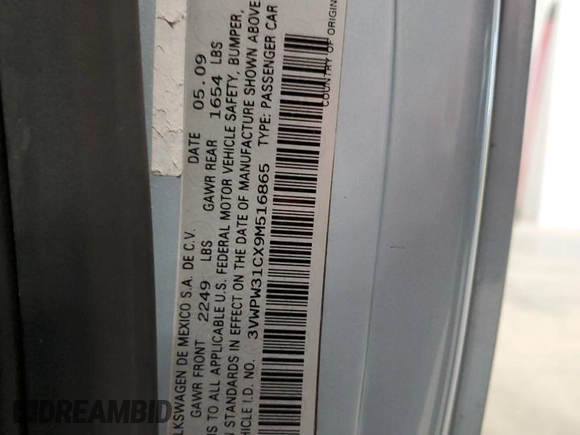 LKSWAGEN DE MEXICO S.A. DE C.V. DATE 05.09
GAWR FRONT 2249 LBS GAWR REAR 1654 LBS
S TO ALL APPLICABLE U.S. FEDERAL MOTOR VEHICLE SAFETY, BUMPER,
N STANDARDS IN EFFECT ON THE DATE OF MANUFACTURE SHOWN ABOVE.
HICLE I.D. NO. 3VWPW31CX9M516865 TYPE: PASSENGER CAR
COUNTRY OF ORIGIN
DREAMBID